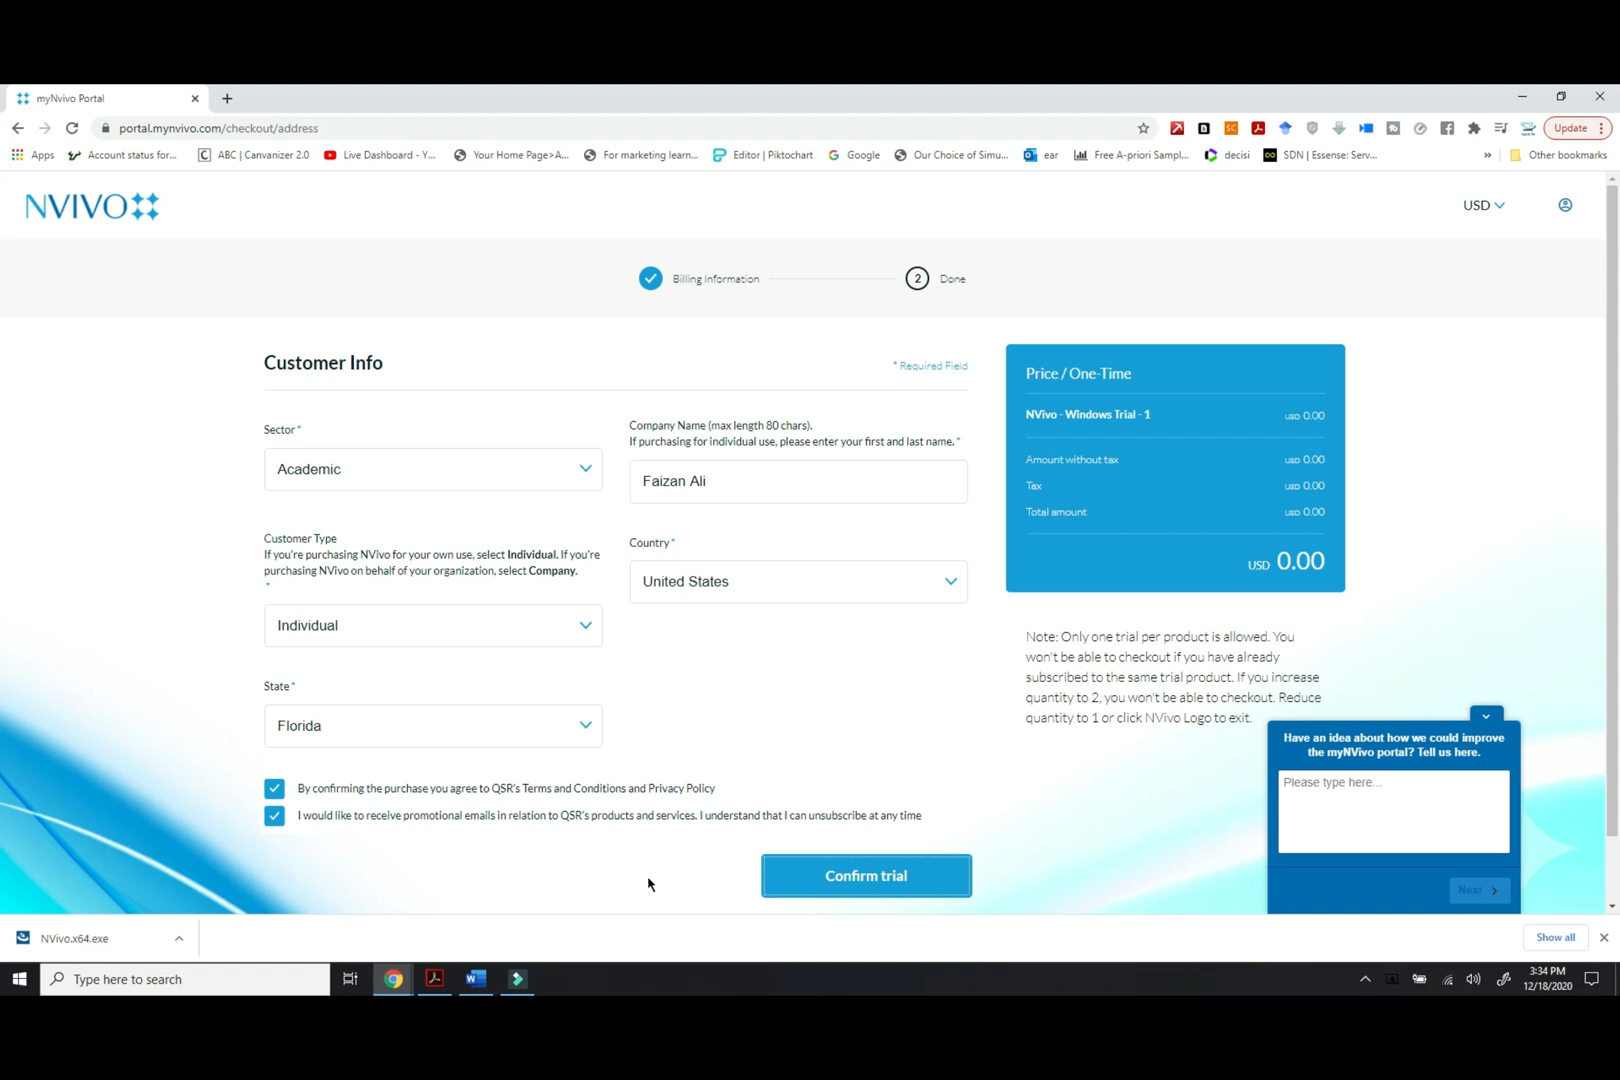 myNvivo Portal
portal.mynvivo.com/checkout/address
Update
Apps
Account status for...
ABC | Canvanizer 2.0
Live Dashboard - Y...
Your Home Page>A...
For marketing learn...
Editor | Piktochart
Google
Our Choice of Simu...
ear
Free A-priori Sampl...
decisi
SDN | Essense: Serv...
»
Other bookmarks
NVIVO
USD
Billing Information
2
Done
Customer Info
* Required Field
Sector*
Academic
Company Name (max length 80 chars).
If purchasing for individual use, please enter your first and last name. *
Faizan Ali
Customer Type
If you're purchasing NVivo for your own use, select Individual. If you're
purchasing NVivo on behalf of your organization, select Company.
*
Individual
Country*
United States
State*
Florida
By confirming the purchase you agree to QSR's Terms and Conditions and Privacy Policy
I would like to receive promotional emails in relation to QSR's products and services. I understand that I can unsubscribe at any time
Confirm trial
Price / One-Time
NVivo - Windows Trial - 1 USD 0.00
Amount without tax USD 0.00
Tax USD 0.00
Total amount USD 0.00
USD 0.00
Note: Only one trial per product is allowed. You
won't be able to checkout if you have already
subscribed to the same trial product. If you increase
quantity to 2, you won't be able to checkout. Reduce
quantity to 1 or click NVivo Logo to exit.
Have an idea about how we could improve
the myNVivo portal? Tell us here.
Please type here...
Next
NVivo.x64.exe
Show all
Type here to search
3:34 PM
12/18/2020